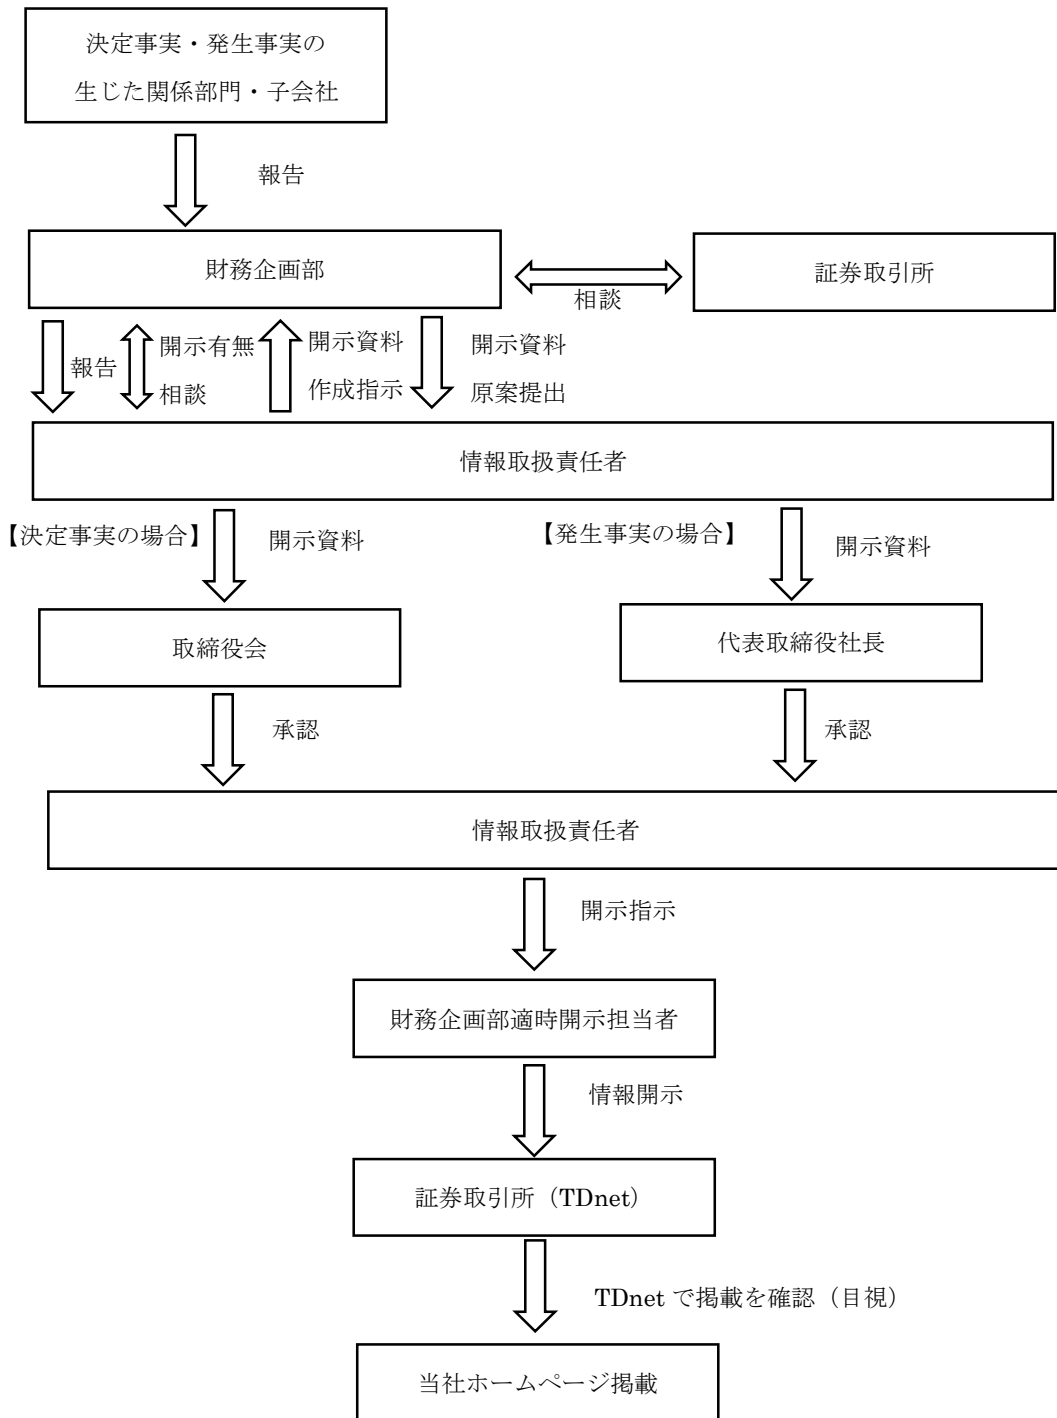 決定事実・発生事実の
生じた関係部門・子会社
報告
財務企画部
証券取引所
相談
報告
開示有無
相談
開示資料
作成指示
開示資料
原案提出
情報取扱責任者
【決定事実の場合】
開示資料
【発生事実の場合】
開示資料
取締役会
代表取締役社長
承認
承認
情報取扱責任者
開示指示
財務企画部適時開示担当者
情報開示
証券取引所（TDnet）
TDnet で掲載を確認（目視）
当社ホームページ掲載